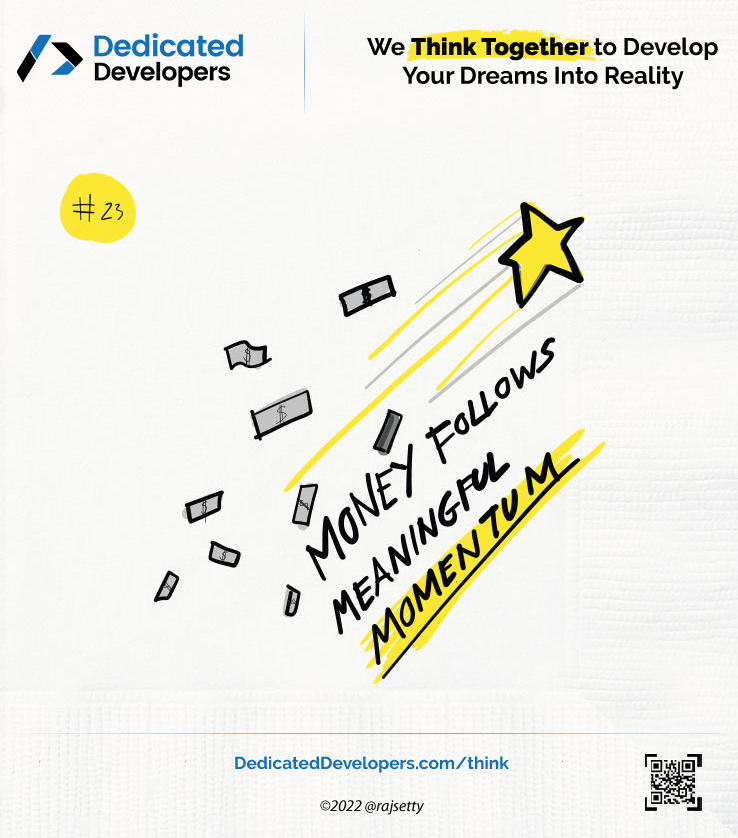 Dedicated
Developers
We Think Together to Develop
Your Dreams Into Reality
#23
$
$
$
$
$
MONEY FOLLOWS
MEANINGFUL
MOMENTUM
DedicatedDevelopers.com/think
©2022 @rajsetty